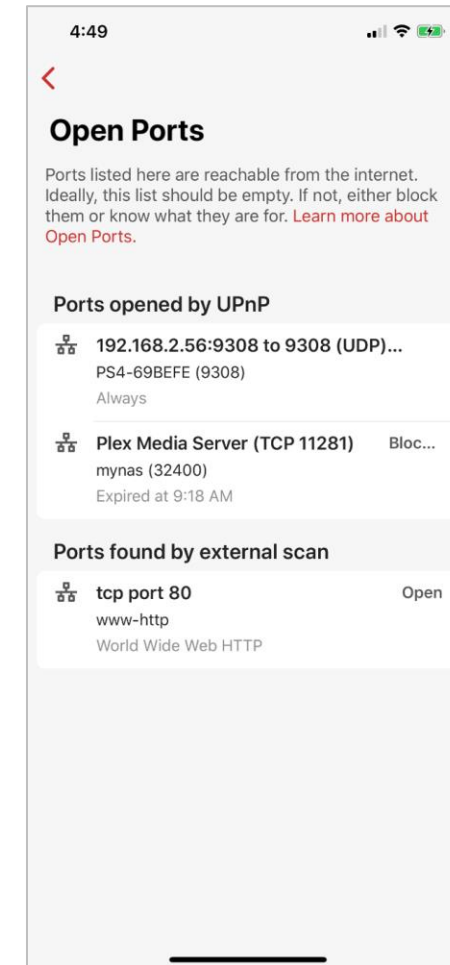 4:49
Open Ports
Ports listed here are reachable from the internet.
Ideally, this list should be empty. If not, either block
them or know what they are for. Learn more about
Open Ports.
Ports opened by UPnP
192.168.2.56:9308 to 9308 (UDP)...
PS4-69BEFE (9308)
Always
Plex Media Server (TCP 11281) Bloc...
mynas (32400)
Expired at 9:18 AM
Ports found by external scan
tcp port 80 Open
www-http
World Wide Web HTTP